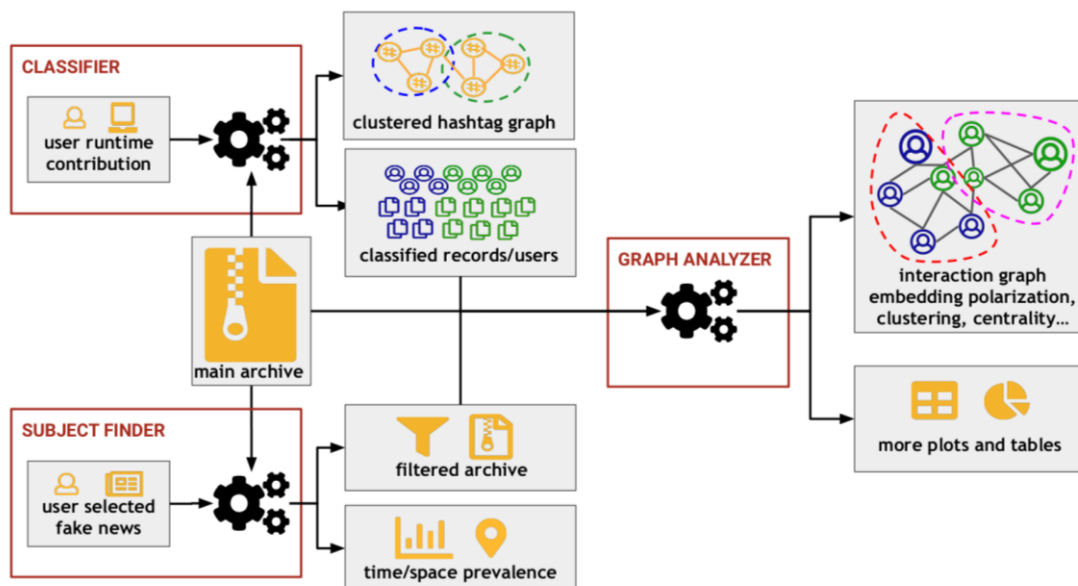 CLASSIFIER
user runtime
contribution
clustered hashtag graph
classified records/users
main archive
GRAPH ANALYZER
interaction graph
embedding polarization,
clustering, centrality...
more plots and tables
SUBJECT FINDER
user selected
fake news
filtered archive
time/space prevalence